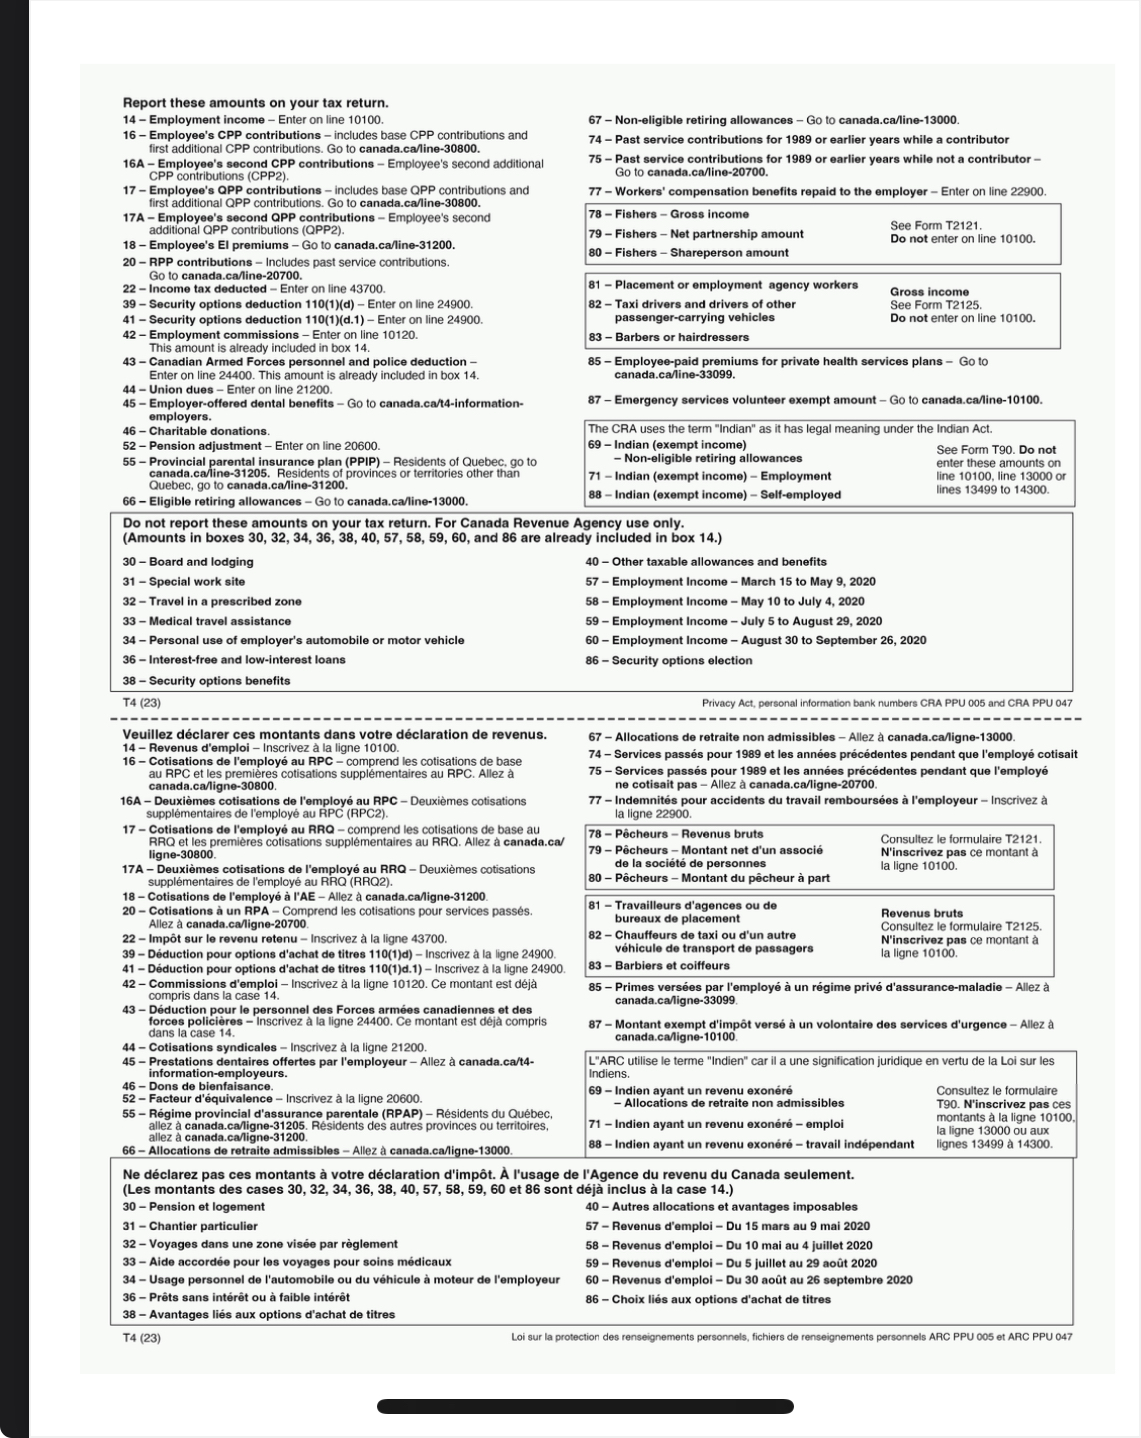 Report these amounts on your tax return.
14 – Employment income – Enter on line 10100.
16 – Employee's CPP contributions – includes base CPP contributions and
first additional CPP contributions. Go to canada.ca/line-30800.
16A – Employee's second CPP contributions – Employee's second additional
CPP contributions (CPP2).
17 – Employee's QPP contributions – includes base QPP contributions and
first additional QPP contributions. Go to canada.ca/line-30800.
17A – Employee's second QPP contributions – Employee's second
additional QPP contributions (QPP2).
18 – Employee's EI premiums – Go to canada.ca/line-31200.
20 – RPP contributions – Includes past service contributions.
Go to canada.ca/line-20700.
22 – Income tax deducted – Enter on line 43700.
39 – Security options deduction 110(1)(d) – Enter on line 24900.
41 – Security options deduction 110(1)(d.1) – Enter on line 24900.
42 – Employment commissions – Enter on line 10120.
This amount is already included in box 14.
43 – Canadian Armed Forces personnel and police deduction –
Enter on line 24400. This amount is already included in box 14.
44 – Union dues – Enter on line 21200.
45 – Employer-offered dental benefits – Go to canada.ca/t4-information-
employers.
46 – Charitable donations.
52 – Pension adjustment – Enter on line 20600.
55 – Provincial parental insurance plan (PPIP) – Residents of Quebec, go to
canada.ca/line-31205. Residents of provinces or territories other than
Quebec, go to canada.ca/line-31200.
66 – Eligible retiring allowances – Go to canada.ca/line-13000.
67 – Non-eligible retiring allowances – Go to canada.ca/line-13000.
74 – Past service contributions for 1989 or earlier years while a contributor
75 – Past service contributions for 1989 or earlier years while not a contributor –
Go to canada.ca/line-20700.
77 – Workers' compensation benefits repaid to the employer – Enter on line 22900.
78 – Fishers – Gross income
79 – Fishers – Net partnership amount
80 – Fishers – Shareperson amount
See Form T2121.
Do not enter on line 10100.
81 – Placement or employment agency workers
82 – Taxi drivers and drivers of other
passenger-carrying vehicles
83 – Barbers or hairdressers
Gross income
See Form T2125.
Do not enter on line 10100.
85 – Employee-paid premiums for private health services plans – Go to
canada.ca/line-33099.
87 – Emergency services volunteer exempt amount – Go to canada.ca/line-10100.
The CRA uses the term "Indian" as it has legal meaning under the Indian Act.
69 – Indian (exempt income)
– Non-eligible retiring allowances
71 – Indian (exempt income) – Employment
88 – Indian (exempt income) – Self-employed
See Form T90. Do not
enter these amounts on
line 10100, line 13000 or
lines 13499 to 14300.
Do not report these amounts on your tax return. For Canada Revenue Agency use only.
(Amounts in boxes 30, 32, 34, 36, 38, 40, 57, 58, 59, 60, and 86 are already included in box 14.)
30 – Board and lodging
31 – Special work site
32 – Travel in a prescribed zone
33 – Medical travel assistance
34 – Personal use of employer's automobile or motor vehicle
36 – Interest-free and low-interest loans
38 – Security options benefits
40 – Other taxable allowances and benefits
57 – Employment Income – March 15 to May 9, 2020
58 – Employment Income – May 10 to July 4, 2020
59 – Employment Income – July 5 to August 29, 2020
60 – Employment Income – August 30 to September 26, 2020
86 – Security options election
T4 (23)
Privacy Act, personal information bank numbers CRA PPU 005 and CRA PPU 047
Veuillez déclarer ces montants dans votre déclaration de revenus.
14 – Revenus d'emploi – Inscrivez à la ligne 10100.
16 – Cotisations de l'employé au RPC – comprend les cotisations de base
au RPC et les premières cotisations supplémentaires au RPC. Allez à
canada.ca/ligne-30800.
16A – Deuxièmes cotisations de l'employé au RPC – Deuxièmes cotisations
supplémentaires de l'employé au RPC (RPC2).
17 – Cotisations de l'employé au RRQ – comprend les cotisations de base au
RRQ et les premières cotisations supplémentaires au RRQ. Allez à canada.ca/
ligne-30800.
17A – Deuxièmes cotisations de l'employé au RRQ – Deuxièmes cotisations
supplémentaires de l'employé au RRQ (RRQ2).
18 – Cotisations de l'employé à l'AE – Allez à canada.ca/ligne-31200.
20 – Cotisations à un RPA – Comprend les cotisations pour services passés.
Allez à canada.ca/ligne-20700.
22 – Impôt sur le revenu retenu – Inscrivez à la ligne 43700.
39 – Déduction pour options d'achat de titres 110(1)d) – Inscrivez à la ligne 24900.
41 – Déduction pour options d'achat de titres 110(1)d.1) – Inscrivez à la ligne 24900.
42 – Commissions d'emploi – Inscrivez à la ligne 10120. Ce montant est déjà
compris dans la case 14.
43 – Déduction pour le personnel des Forces armées canadiennes et des
forces policières – Inscrivez à la ligne 24400. Ce montant est déjà compris
dans la case 14.
44 – Cotisations syndicales – Inscrivez à la ligne 21200.
45 – Prestations dentaires offertes par l'employeur – Allez à canada.ca/t4-
information-employeurs.
46 – Dons de bienfaisance.
52 – Facteur d'équivalence – Inscrivez à la ligne 20600.
55 – Régime provincial d'assurance parentale (RPAP) – Résidents du Québec,
allez à canada.ca/ligne-31205. Résidents des autres provinces ou territoires,
allez à canada.ca/ligne-31200.
66 – Allocations de retraite admissibles – Allez à canada.ca/ligne-13000.
67 – Allocations de retraite non admissibles – Allez à canada.ca/ligne-13000.
74 – Services passés pour 1989 et les années précédentes pendant que l'employé cotisait
75 – Services passés pour 1989 et les années précédentes pendant que l'employé
ne cotisait pas – Allez à canada.ca/ligne-20700.
77 – Indemnités pour accidents du travail remboursées à l'employeur – Inscrivez à
la ligne 22900.
78 – Pêcheurs – Revenus bruts
79 – Pêcheurs – Montant net d'un associé
de la société de personnes
80 – Pêcheurs – Montant du pêcheur à part
Consultez le formulaire T2121.
N'inscrivez pas ce montant à
la ligne 10100.
81 – Travailleurs d'agences ou de
bureaux de placement
82 – Chauffeurs de taxi ou d'un autre
véhicule de transport de passagers
83 – Barbiers et coiffeurs
Revenus bruts
Consultez le formulaire T2125.
N'inscrivez pas ce montant à
la ligne 10100.
85 – Primes versées par l'employé à un régime privé d'assurance-maladie – Allez à
canada.ca/ligne-33099.
87 – Montant exempt d'impôt versé à un volontaire des services d'urgence – Allez à
canada.ca/ligne-10100.
L"ARC utilise le terme "Indien" car il a une signification juridique en vertu de la Loi sur les
Indiens.
69 – Indien ayant un revenu exonéré
– Allocations de retraite non admissibles
71 – Indien ayant un revenu exonéré – emploi
88 – Indien ayant un revenu exonéré – travail indépendant
Consultez le formulaire
T90. N'inscrivez pas ces
montants à la ligne 10100,
la ligne 13000 ou aux
lignes 13499 à 14300.
Ne déclarez pas ces montants à votre déclaration d'impôt. À l'usage de l'Agence du revenu du Canada seulement.
(Les montants des cases 30, 32, 34, 36, 38, 40, 57, 58, 59, 60 et 86 sont déjà inclus à la case 14.)
30 – Pension et logement
31 – Chantier particulier
32 – Voyages dans une zone visée par règlement
33 – Aide accordée pour les voyages pour soins médicaux
34 – Usage personnel de l'automobile ou du véhicule à moteur de l'employeur
36 – Prêts sans intérêt ou à faible intérêt
38 – Avantages liés aux options d'achat de titres
40 – Autres allocations et avantages imposables
57 – Revenus d'emploi – Du 15 mars au 9 mai 2020
58 – Revenus d'emploi – Du 10 mai au 4 juillet 2020
59 – Revenus d'emploi – Du 5 juillet au 29 août 2020
60 – Revenus d'emploi – Du 30 août au 26 septembre 2020
86 – Choix liés aux options d'achat de titres
T4 (23)
Loi sur la protection des renseignements personnels, fichiers de renseignements personnels ARC PPU 005 et ARC PPU 047